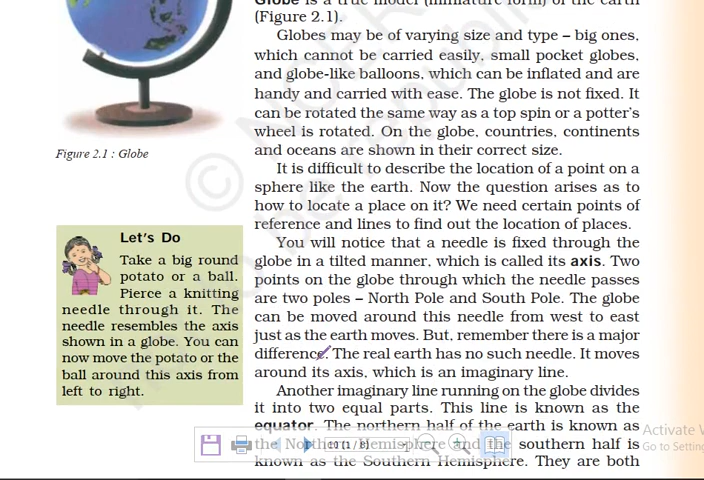 Globe is a true model (miniature form) of the earth
(Figure 2.1).
Globes may be of varying size and type – big ones,
which cannot be carried easily, small pocket globes,
and globe-like balloons, which can be inflated and are
handy and carried with ease. The globe is not fixed. It
can be rotated the same way as a top spin or a potter's
wheel is rotated. On the globe, countries, continents
and oceans are shown in their correct size.
It is difficult to describe the location of a point on a
sphere like the earth. Now the question arises as to
how to locate a place on it? We need certain points of
reference and lines to find out the location of places.
You will notice that a needle is fixed through the
globe in a tilted manner, which is called its axis. Two
points on the globe through which the needle passes
are two poles – North Pole and South Pole. The globe
can be moved around this needle from west to east
just as the earth moves. But, remember there is a major
difference. The real earth has no such needle. It moves
around its axis, which is an imaginary line.
Another imaginary line running on the globe divides
it into two equal parts. This line is known as the
equator. The northern half of the earth is known as
the Northern Hemisphere and the southern half is
known as the Southern Hemisphere. They are both
Figure 2.1 : Globe
Let's Do
Take a big round
potato or a ball.
Pierce a knitting
needle through it. The
needle resembles the axis
shown in a globe. You can
now move the potato or the
ball around this axis from
left to right.
Activate
Go to Setting